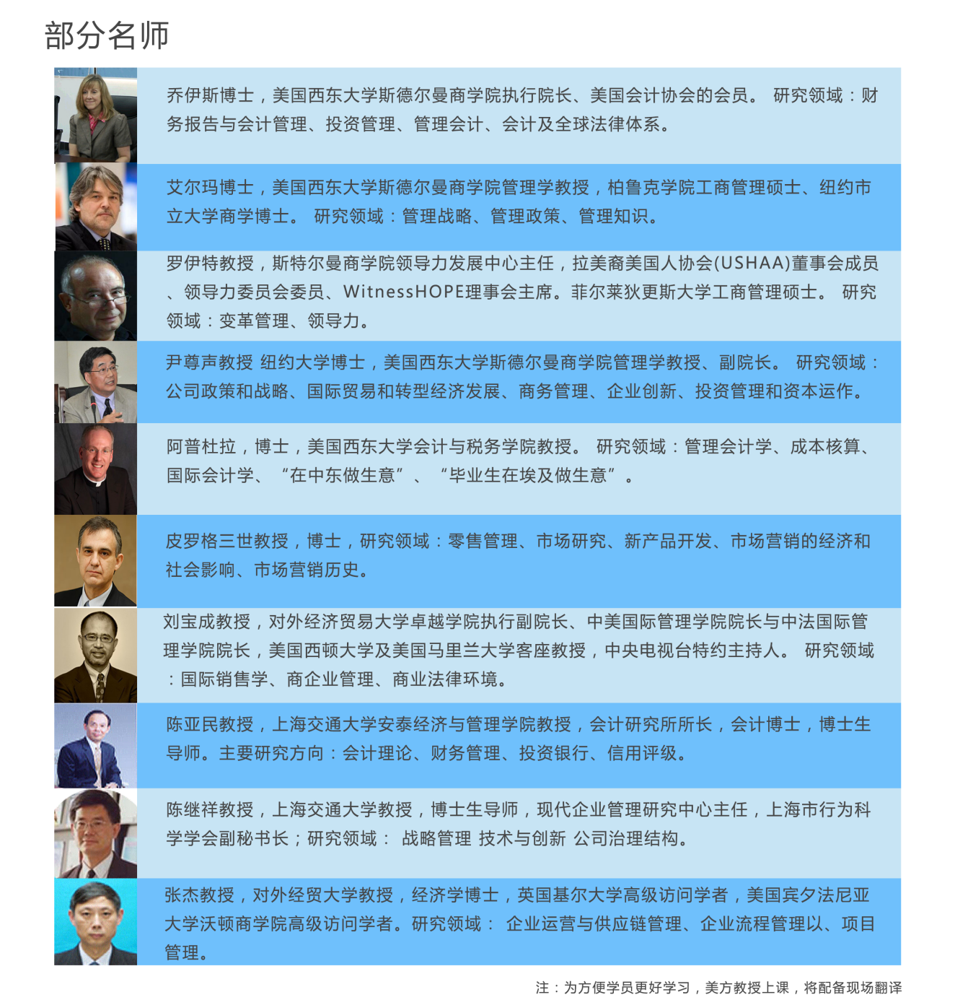 部分名师
乔伊斯博士，美国西东大学斯德尔曼商学院执行院长、美国会计协会的会员。 研究领域：财
务报告与会计管理、投资管理、管理会计、会计及全球法律体系。
艾尔玛博士，美国西东大学斯德尔曼商学院管理学教授，柏鲁克学院工商管理硕士、纽约市
立大学商学博士。 研究领域：管理战略、管理政策、管理知识。
罗伊特教授，斯特尔曼商学院领导力发展中心主任，拉美裔美国人协会(USHAA)董事会成员
、领导力委员会委员、WitnessHOPE理事会主席。菲尔莱狄更斯大学工商管理硕士。 研究
领域：变革管理、领导力。
尹尊声教授 纽约大学博士，美国西东大学斯德尔曼商学院管理学教授、副院长。 研究领域：
公司政策和战略、国际贸易和转型经济发展、商务管理、企业创新、投资管理和资本运作。
阿普杜拉，博士，美国西东大学会计与税务学院教授。 研究领域：管理会计学、成本核算、
国际会计学、“在中东做生意”、“毕业生在埃及做生意”。
皮罗格三世教授，博士，研究领域：零售管理、市场研究、新产品开发、市场营销的经济和
社会影响、市场营销历史。
刘宝成教授，对外经济贸易大学卓越学院执行副院长、中美国际管理学院院长与中法国际管
理学院院长，美国西顿大学及美国马里兰大学客座教授，中央电视台特约主持人。 研究领域
：国际销售学、商企业管理、商业法律环境。
陈亚民教授，上海交通大学安泰经济与管理学院教授，会计研究所所长，会计博士，博士生
导师。主要研究方向：会计理论、财务管理、投资银行、信用评级。
陈继祥教授，上海交通大学教授，博士生导师，现代企业管理研究中心主任，上海市行为科
学学会副秘书长；研究领域： 战略管理 技术与创新 公司治理结构。
张杰教授，对外经贸大学教授，经济学博士，英国基尔大学高级访问学者，美国宾夕法尼亚
大学沃顿商学院高级访问学者。研究领域： 企业运营与供应链管理、企业流程管理以、项目
管理。
注：为方便学员更好学习，美方教授上课，将配备现场翻译